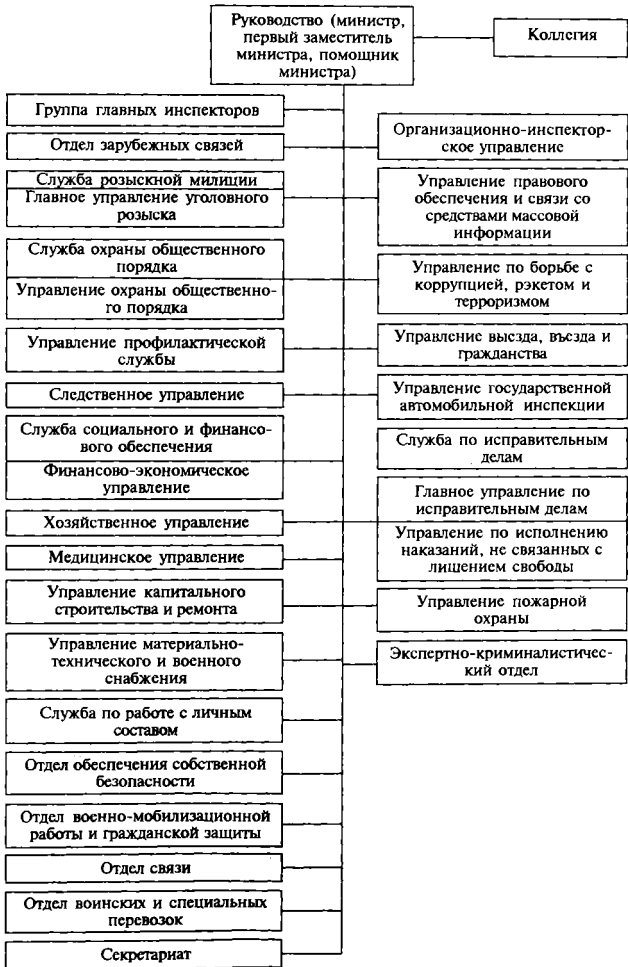 Руководство (министр,
первый заместитель
министра, помощник
министра)
Коллегия
Группа главных инспекторов
Отдел зарубежных связей
Служба розыскной милиции
Главное управление уголовного
розыска
Служба охраны общественного
порядка
Управление охраны общественно-
го порядка
Управление профилактической
службы
Следственное управление
Служба социального и финансо-
вого обеспечения
Финансово-экономическое
управление
Хозяйственное управление
Медицинское управление
Управление капитального
строительства и ремонта
Управление материально-
технического и военного
снабжения
Служба по работе с личным
составом
Отдел обеспечения собственной
безопасности
Отдел военно-мобилизационной
работы и гражданской защиты
Отдел связи
Отдел воинских и специальных
перевозок
Секретариат
Организационно-инспектор-
ское управление
Управление правового
обеспечения и связи со
средствами массовой
информации
Управление по борьбе с
коррупцией, рэкетом и
терроризмом
Управление выезда, въезда и
гражданства
Управление государственной
автомобильной инспекции
Служба по исправительным
делам
Главное управление по
исправительным делам
Управление по исполнению
наказаний, не связанных с
лишением свободы
Управление пожарной
охраны
Экспертно-криминалистичес-
кий отдел